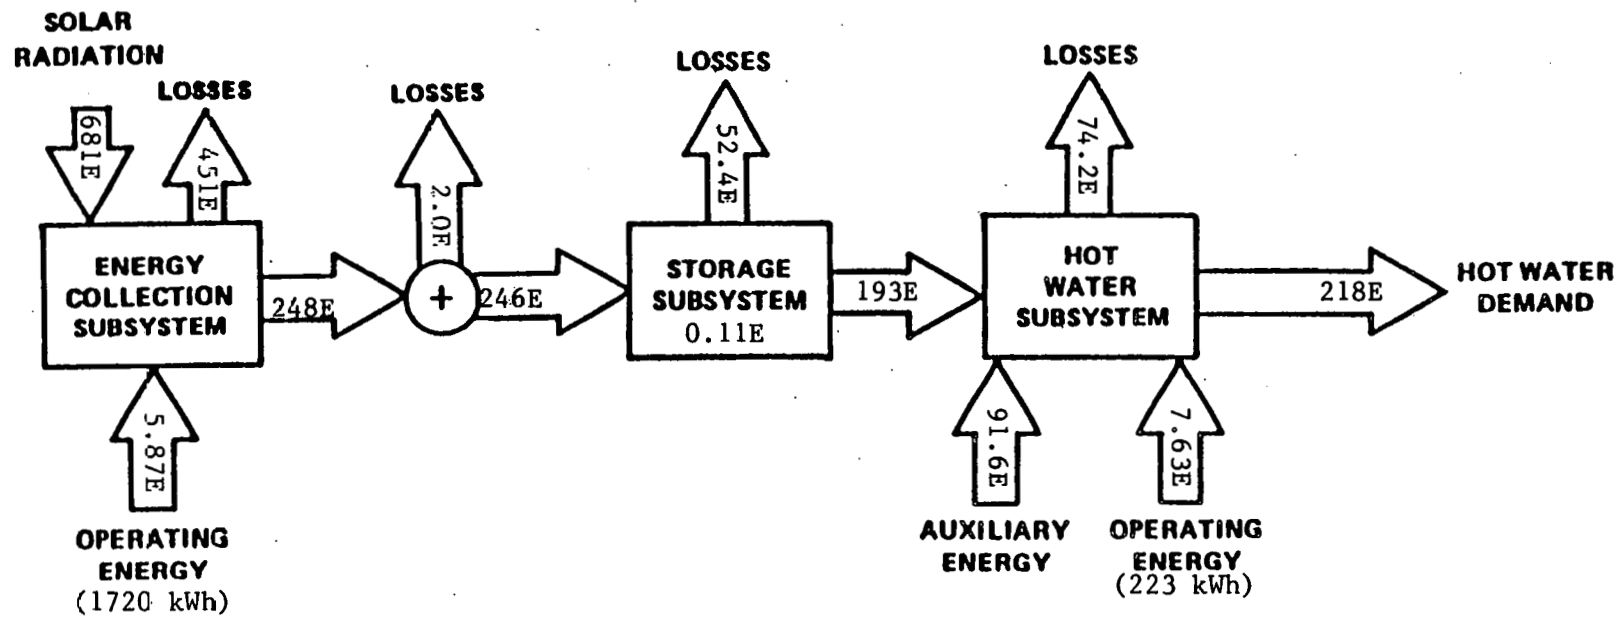 SOLAR
RADIATION
LOSSES
LOSSES
LOSSES
LOSSES
681E
451E
2.0E
52.4E
74.2E
ENERGY
COLLECTION
SUBSYSTEM
248E
+
246E
STORAGE
SUBSYSTEM
0.11E
193E
HOT
WATER
SUBSYSTEM
218E
HOT WATER
DEMAND
5.87E
91.6E
7.63E
OPERATING
ENERGY
(1720 kWh)
AUXILIARY
ENERGY
OPERATING
ENERGY
(223 kWh)